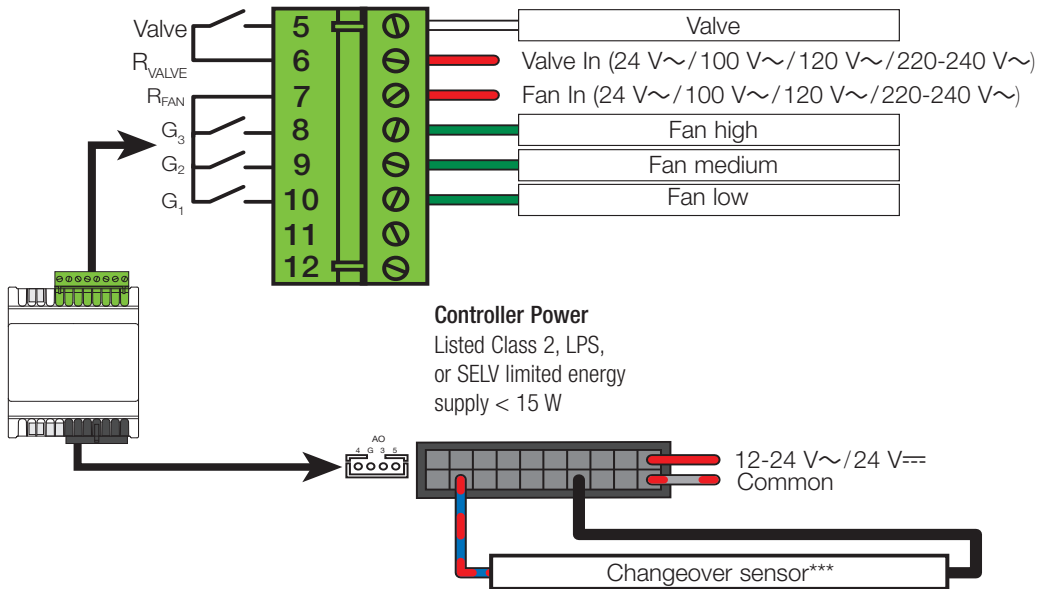 Valve 5 Valve
R VALVE 6 Valve In (24 V～/100 V～/120 V～/220-240 V～)
R FAN 7 Fan In (24 V～/100 V～/120 V～/220-240 V～)
G₃ 8 Fan high
G₂ 9 Fan medium
G₁ 10 Fan low
11
12
Controller Power
Listed Class 2, LPS,
or SELV limited energy
supply < 15 W
AO
4 G 3 5
12-24 V～/24 V⎓
Common
Changeover sensor***